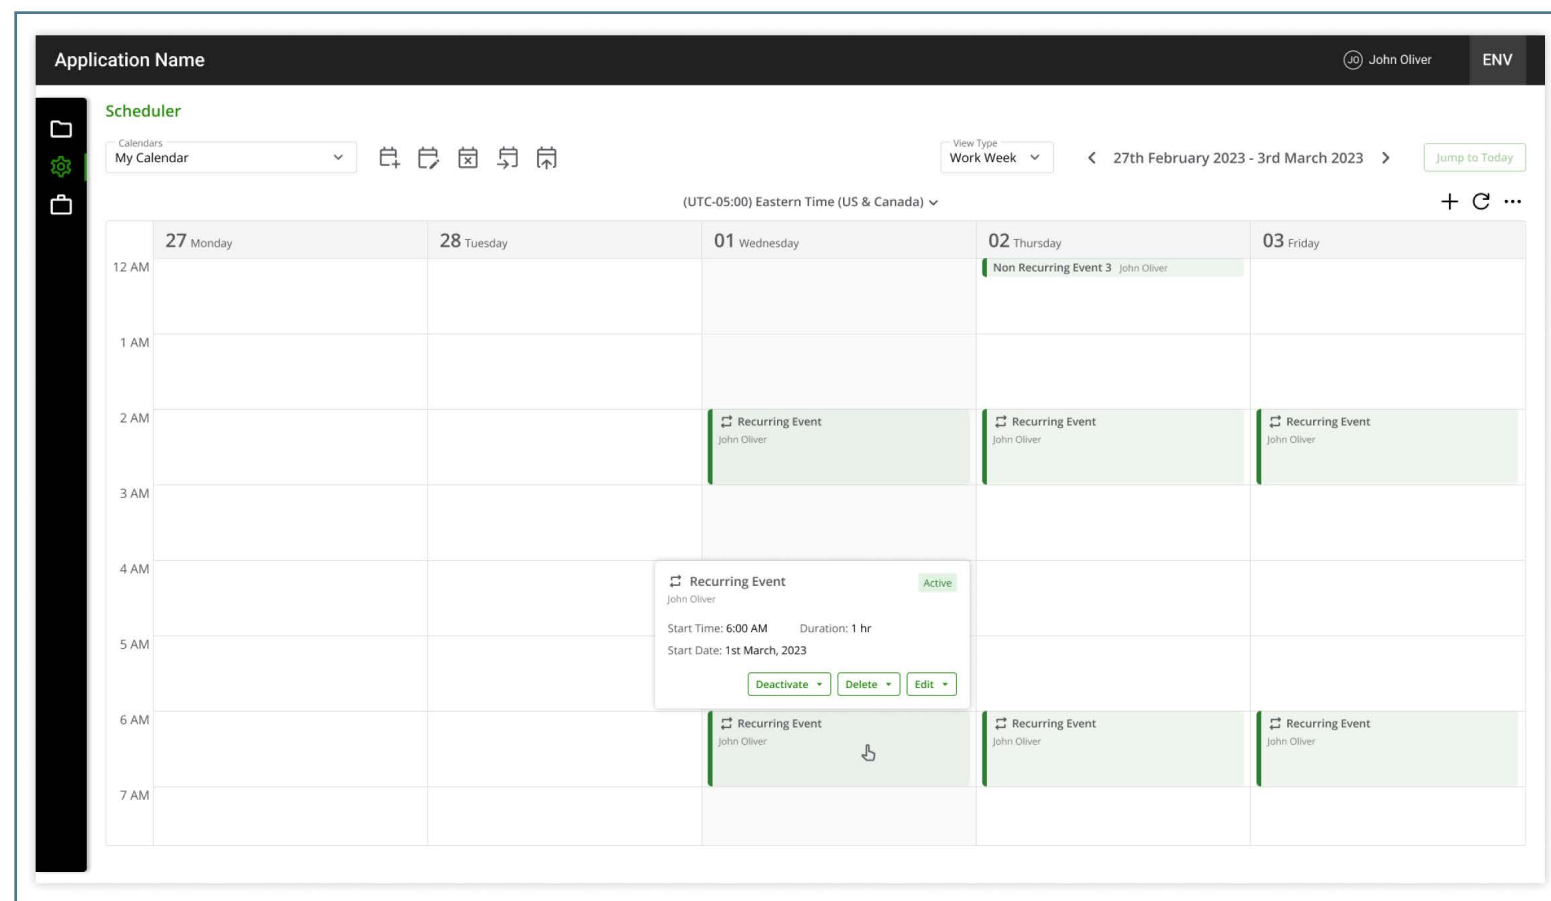 Application Name
JO John Oliver ENV
Scheduler
Calendars
My Calendar
View Type
Work Week
27th February 2023 - 3rd March 2023
Jump to Today
(UTC-05:00) Eastern Time (US & Canada)
27 Monday 28 Tuesday 01 Wednesday 02 Thursday 03 Friday
12 AM Non Recurring Event 3 John Oliver
1 AM
2 AM Recurring Event Recurring Event Recurring Event
John Oliver John Oliver John Oliver
3 AM
4 AM
Recurring Event Active
John Oliver
Start Time: 6:00 AM Duration: 1 hr
5 AM
Start Date: 1st March, 2023
Deactivate Delete Edit
6 AM Recurring Event Recurring Event Recurring Event
John Oliver John Oliver John Oliver
7 AM